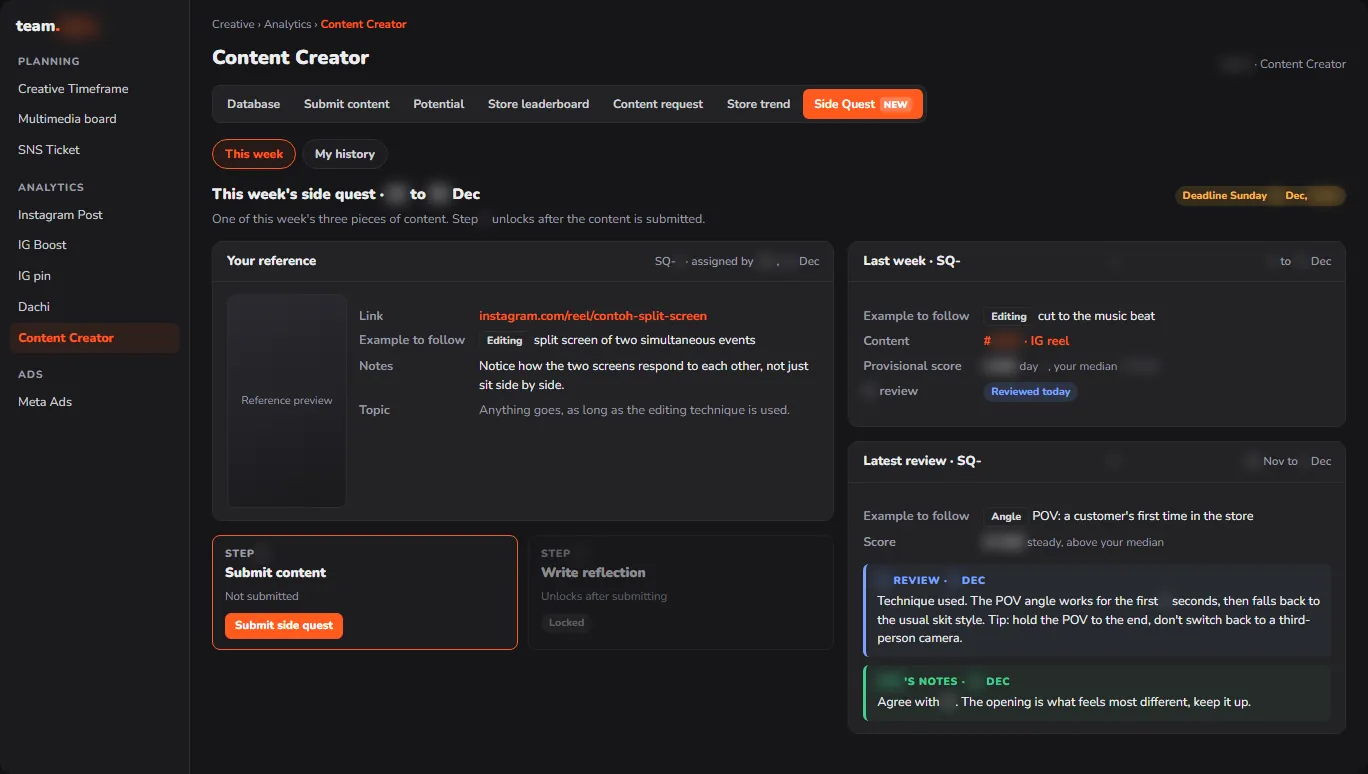 team.
PLANNING
Creative Timeframe
Multimedia board
SNS Ticket
ANALYTICS
Instagram Post
IG Boost
IG pin
Dachi
Content Creator
ADS
Meta Ads
Creative › Analytics › Content Creator
Content Creator
· Content Creator
Database Submit content Potential Store leaderboard Content request Store trend Side Quest NEW
This week My history
This week's side quest · to Dec
Deadline Sunday Dec,
One of this week's three pieces of content. Step unlocks after the content is submitted.
Your reference
SQ- · assigned by , Dec
Reference preview
Link instagram.com/reel/contoh-split-screen
Example to follow Editing split screen of two simultaneous events
Notes Notice how the two screens respond to each other, not just
sit side by side.
Topic Anything goes, as long as the editing technique is used.
STEP
Submit content
Not submitted
Submit side quest
STEP
Write reflection
Unlocks after submitting
Locked
Last week · SQ- to Dec
Example to follow Editing cut to the music beat
Content # · IG reel
Provisional score day , your median
review Reviewed today
Latest review · SQ- Nov to Dec
Example to follow Angle POV: a customer's first time in the store
Score steady, above your median
REVIEW · DEC
Technique used. The POV angle works for the first seconds, then falls back to
the usual skit style. Tip: hold the POV to the end, don't switch back to a third-
person camera.
'S NOTES · DEC
Agree with . The opening is what feels most different, keep it up.